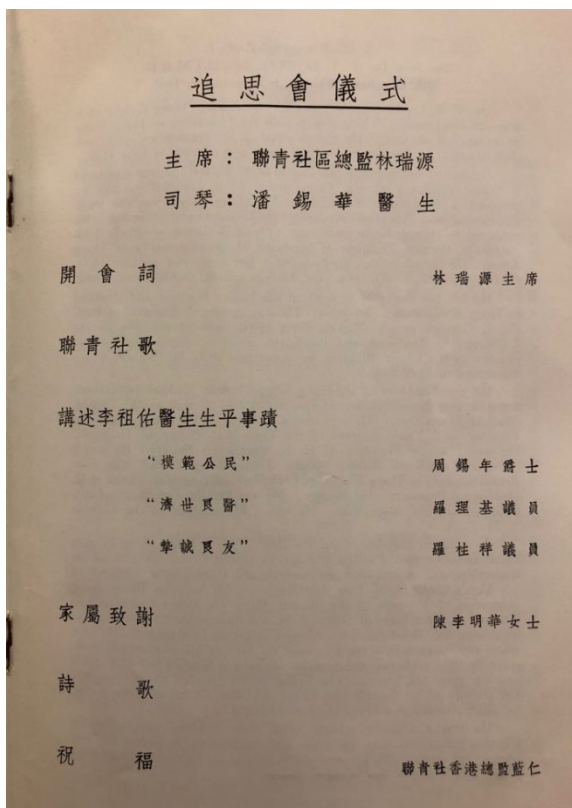 追思會儀式
主席：聯青社區總監林瑞源
司琴：潘錫華醫生
開會詞 林瑞源主席
聯青社歌
講述李祖佑醫生生平事蹟
“模範公民” 周錫年爵士
“濟世良醫” 羅理基議員
“摯誠良友” 羅桂祥議員
家屬致謝 陳李明華女士
詩歌
祝福 聯青社香港總監藍仁